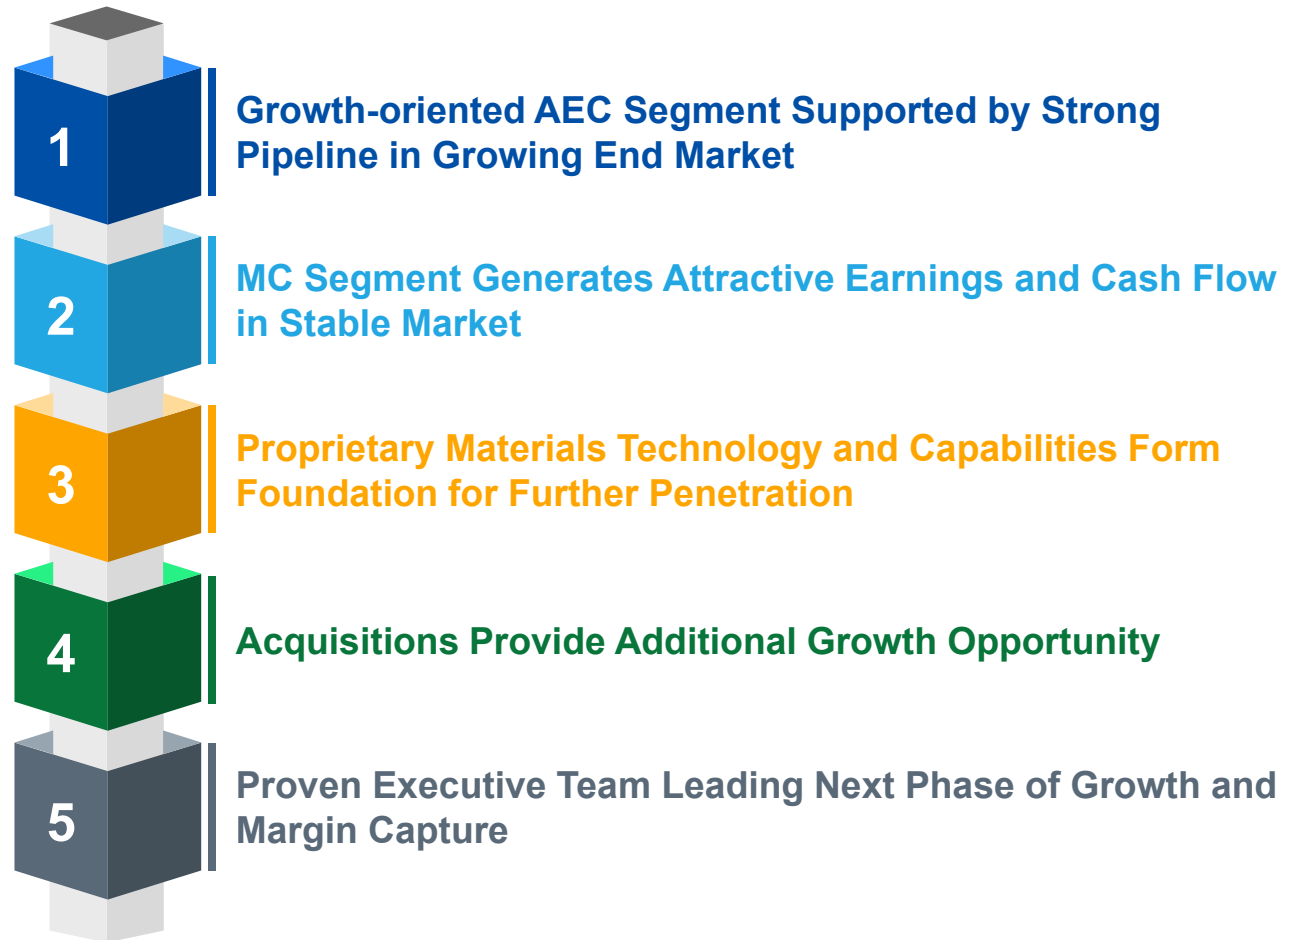 1
Growth-oriented AEC Segment Supported by Strong
Pipeline in Growing End Market
2
MC Segment Generates Attractive Earnings and Cash Flow
in Stable Market
3
Proprietary Materials Technology and Capabilities Form
Foundation for Further Penetration
4
Acquisitions Provide Additional Growth Opportunity
5
Proven Executive Team Leading Next Phase of Growth and
Margin Capture